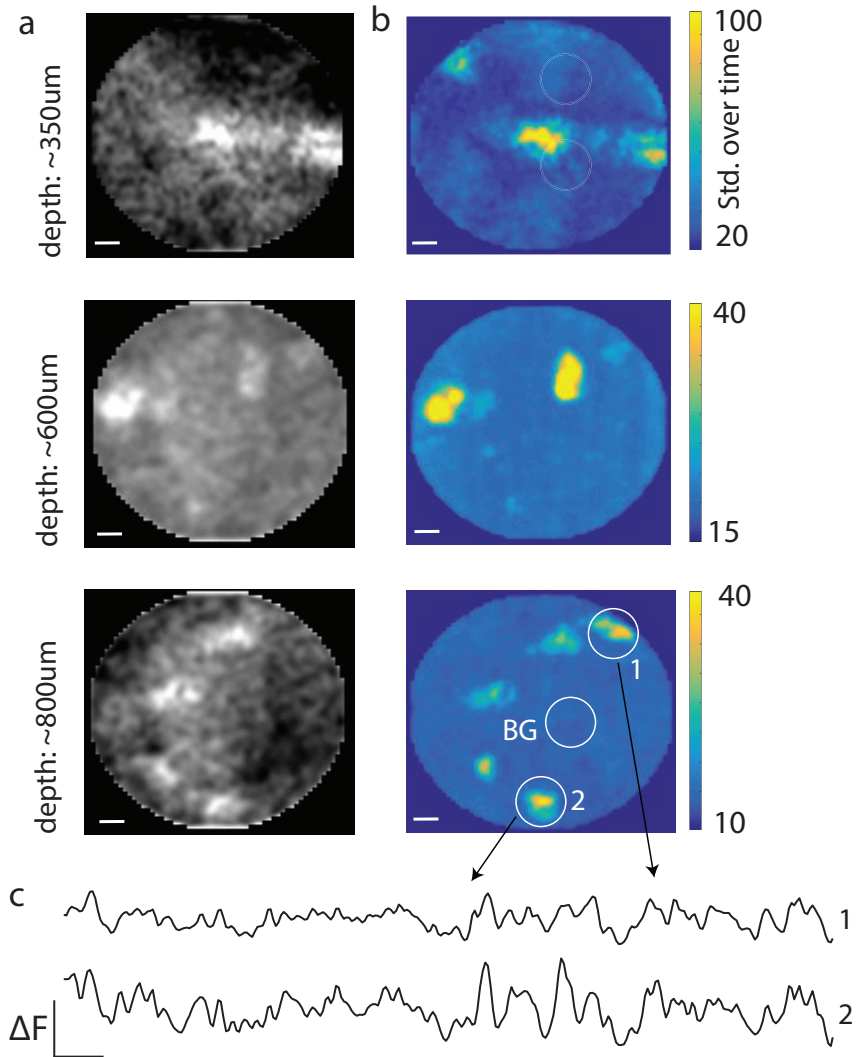 a
b
depth: ~350um
100
Std. over time
20
depth: ~600um
40
15
depth: ~800um
40
1
BG
2
10
c
1
ΔF
2